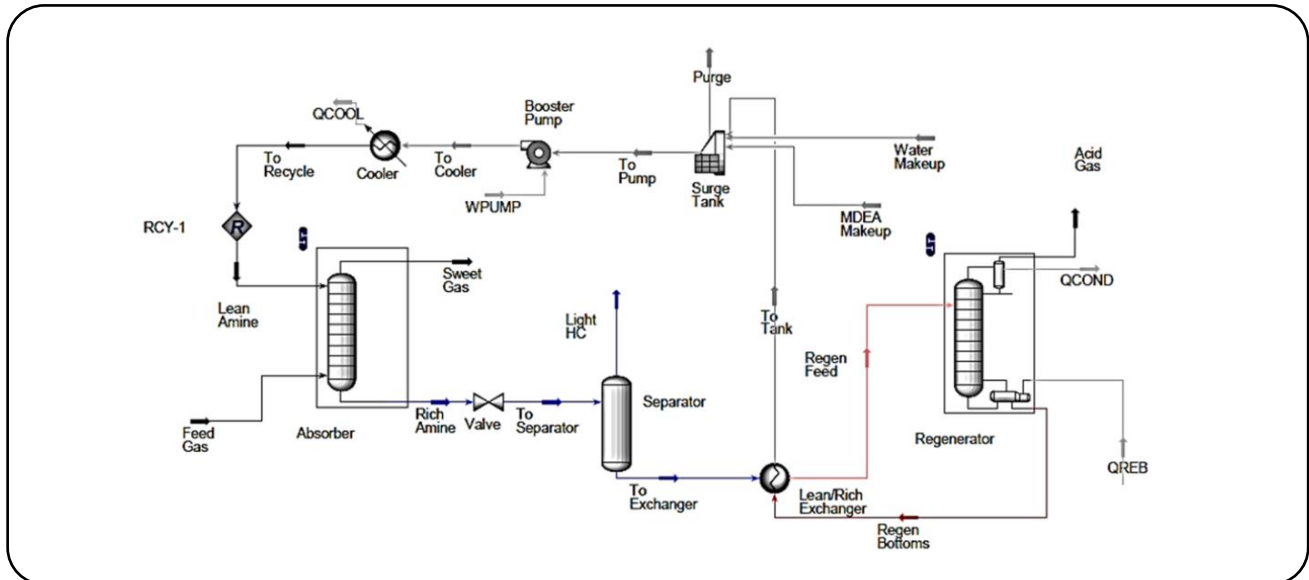 Purge
QCOOL
Booster
Pump
To
Recycle
Cooler
To
Cooler
To
Pump
Surge
Tank
Water
Makeup
Acid
Gas
WPUMP
MDEA
Makeup
RCY-1
R
Lean
Amine
Sweet
Gas
Light
HC
To
Tank
Regen
Feed
QCOND
Feed
Gas
Absorber
Rich
Amine
Valve
To
Separator
Separator
Regenerator
QREB
To
Exchanger
Lean/Rich
Exchanger
Regen
Bottoms